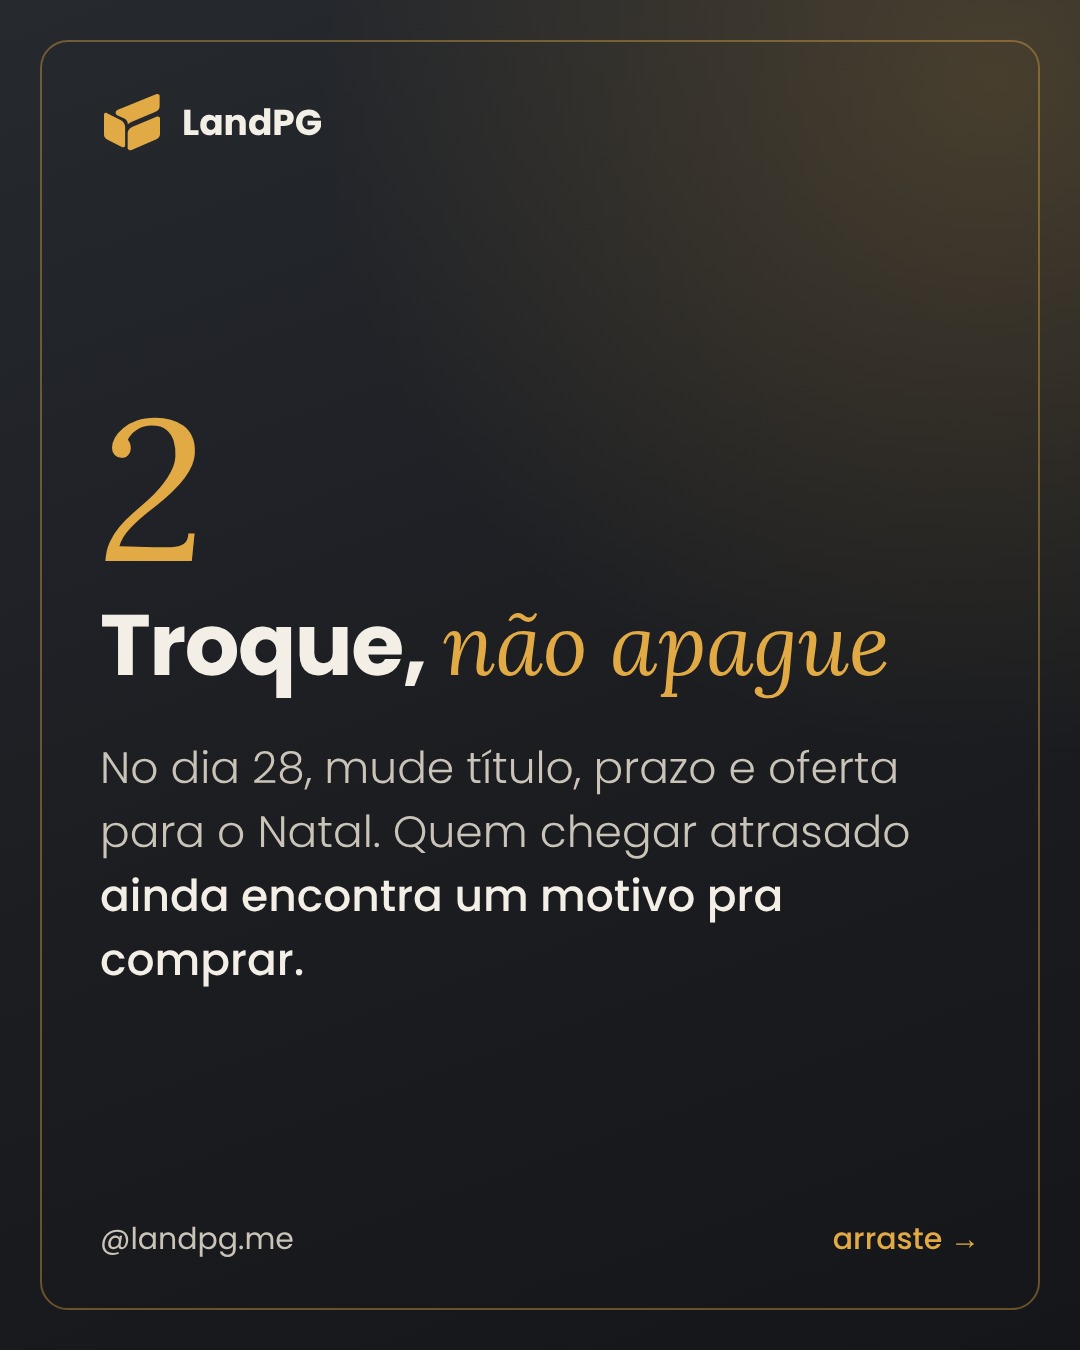 LandPG
2
Troque, não apague
No dia 28, mude título, prazo e oferta
para o Natal. Quem chegar atrasado
ainda encontra um motivo pra
comprar.
@landpg.me
arraste →